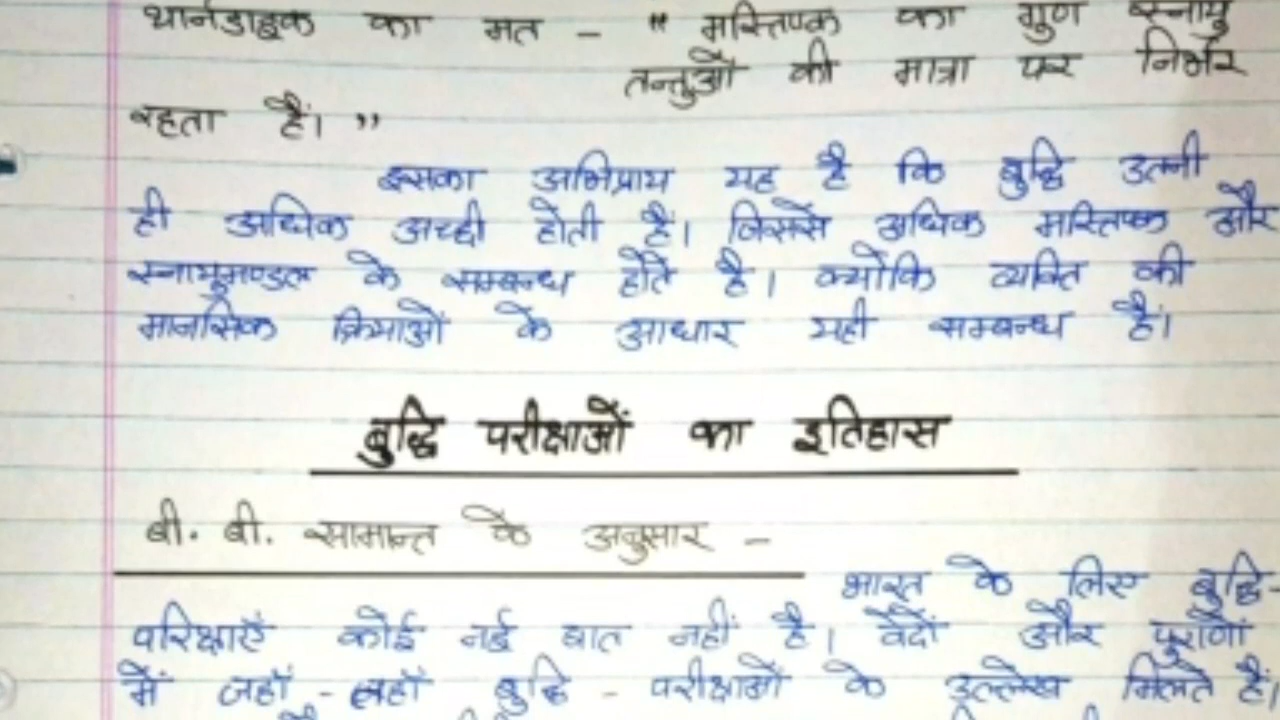 थार्नडाइक का मत - " मस्तिष्क का गुण स्नायु
तन्तुओं की मात्रा पर निर्भर
रहता हैं। ”
इसका अभिप्राय यह है कि बुद्धि उतनी
ही अधिक अच्छी होती है। जिससे अधिक मस्तिष्क और
स्नायुमण्डल के सम्बन्ध होते है। क्योंकि व्यक्ति की
मानसिक क्रियाओं के आधार यही सम्बन्ध हैं।
बुद्धि परीक्षाओं का इतिहास
बी. बी. सामान्त के अनुसार -
भारत के लिए बुद्धि-
परिक्षाएँ कोई नई बात नहीं है। वेदों और पुराणों
में जहाँ - तहाँ बुद्धि - परीक्षाओं के उल्लेख मिलते हैं।